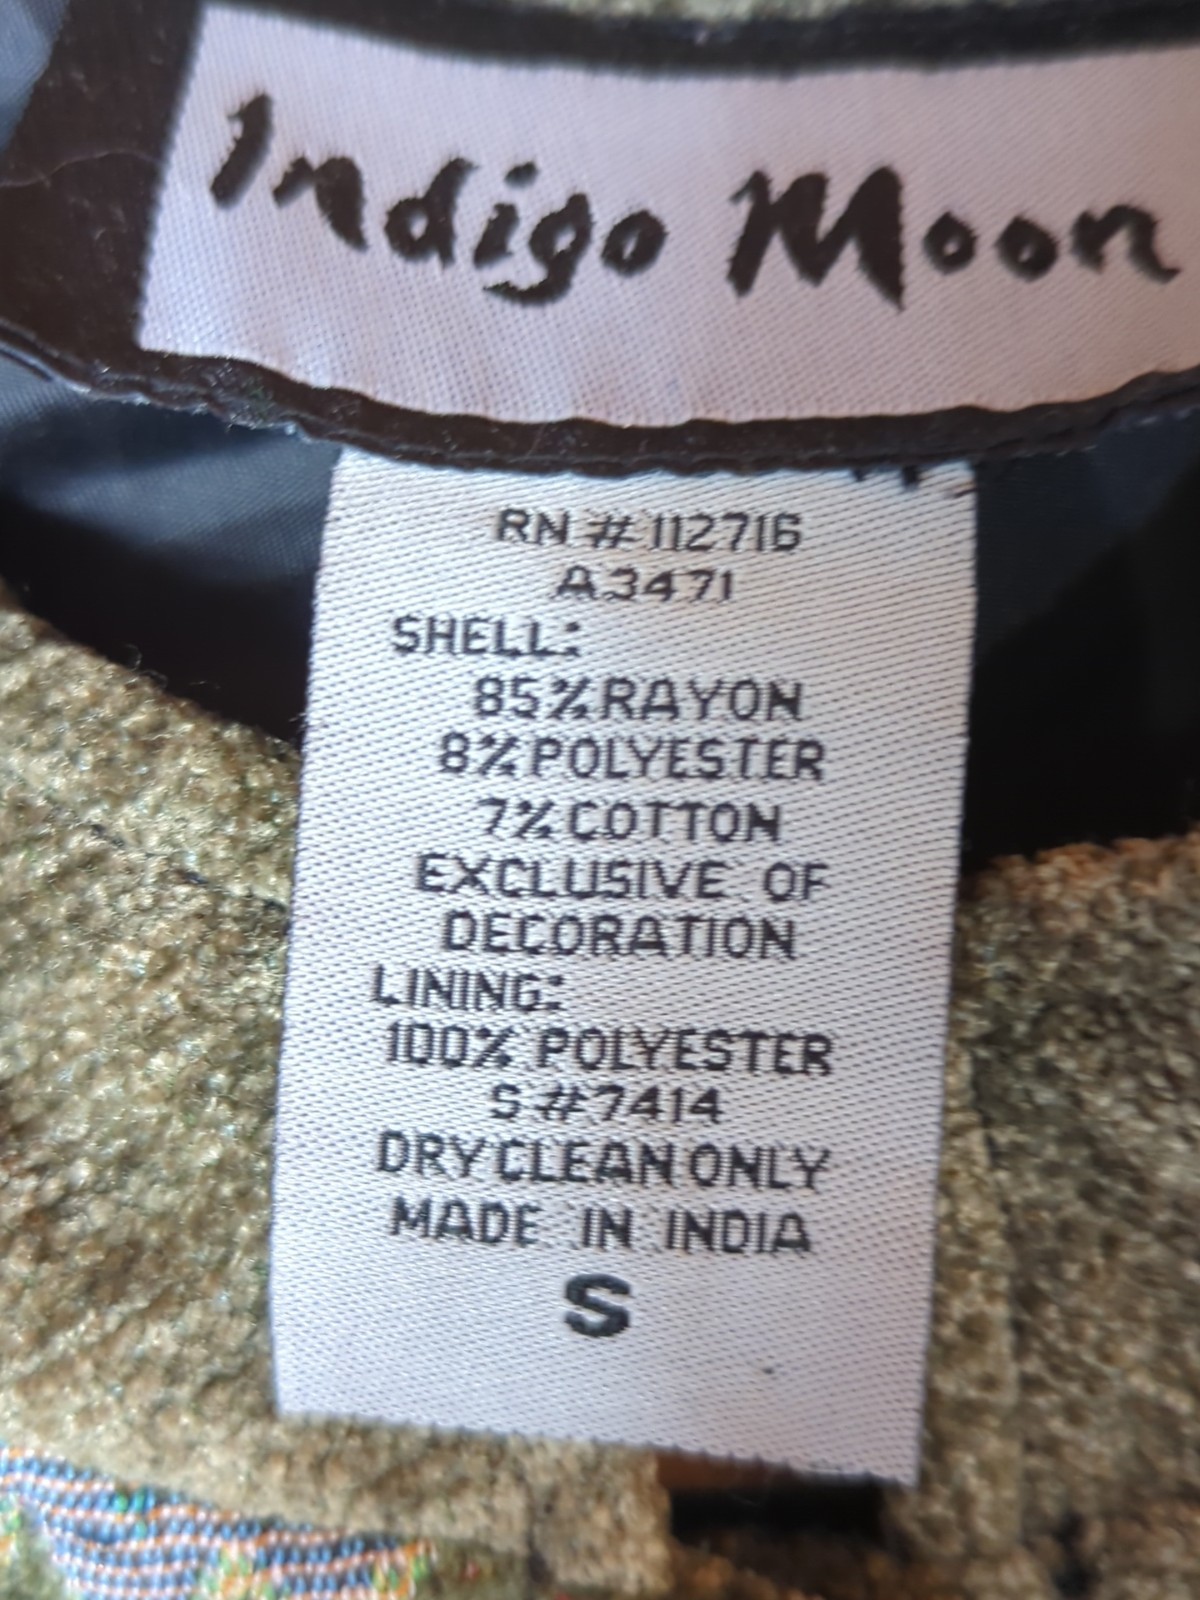 Indigo Moon
RN # 112716
A3471
SHELL:
85% RAYON
8% POLYESTER
7% COTTON
EXCLUSIVE OF
DECORATION
LINING:
100% POLYESTER
S #7414
DRY CLEAN ONLY
MADE IN INDIA
S